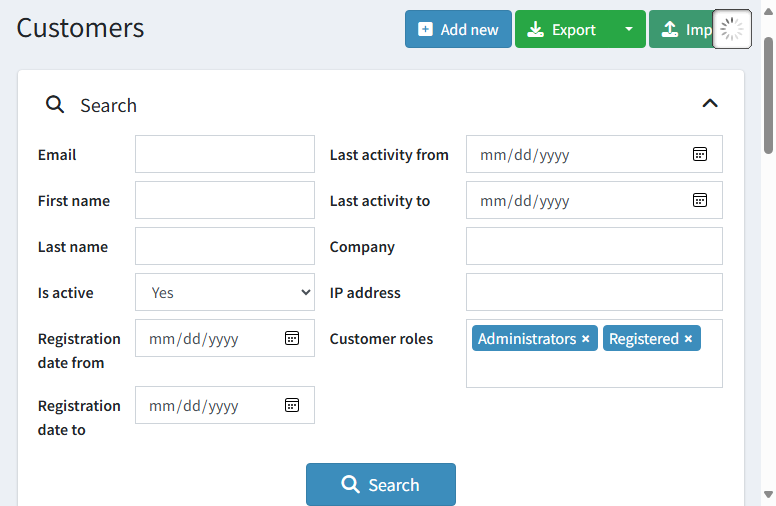 Customers
Add new
Export
Imp
Search
Email
Last activity from
mm/dd/yyyy
First name
Last activity to
mm/dd/yyyy
Last name
Company
Is active
Yes
IP address
Registration
date from
mm/dd/yyyy
Customer roles
Administrators ×
Registered ×
Registration
date to
mm/dd/yyyy
Search